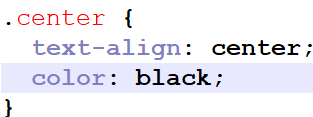 .center {
  text-align: center;
  color: black;
}